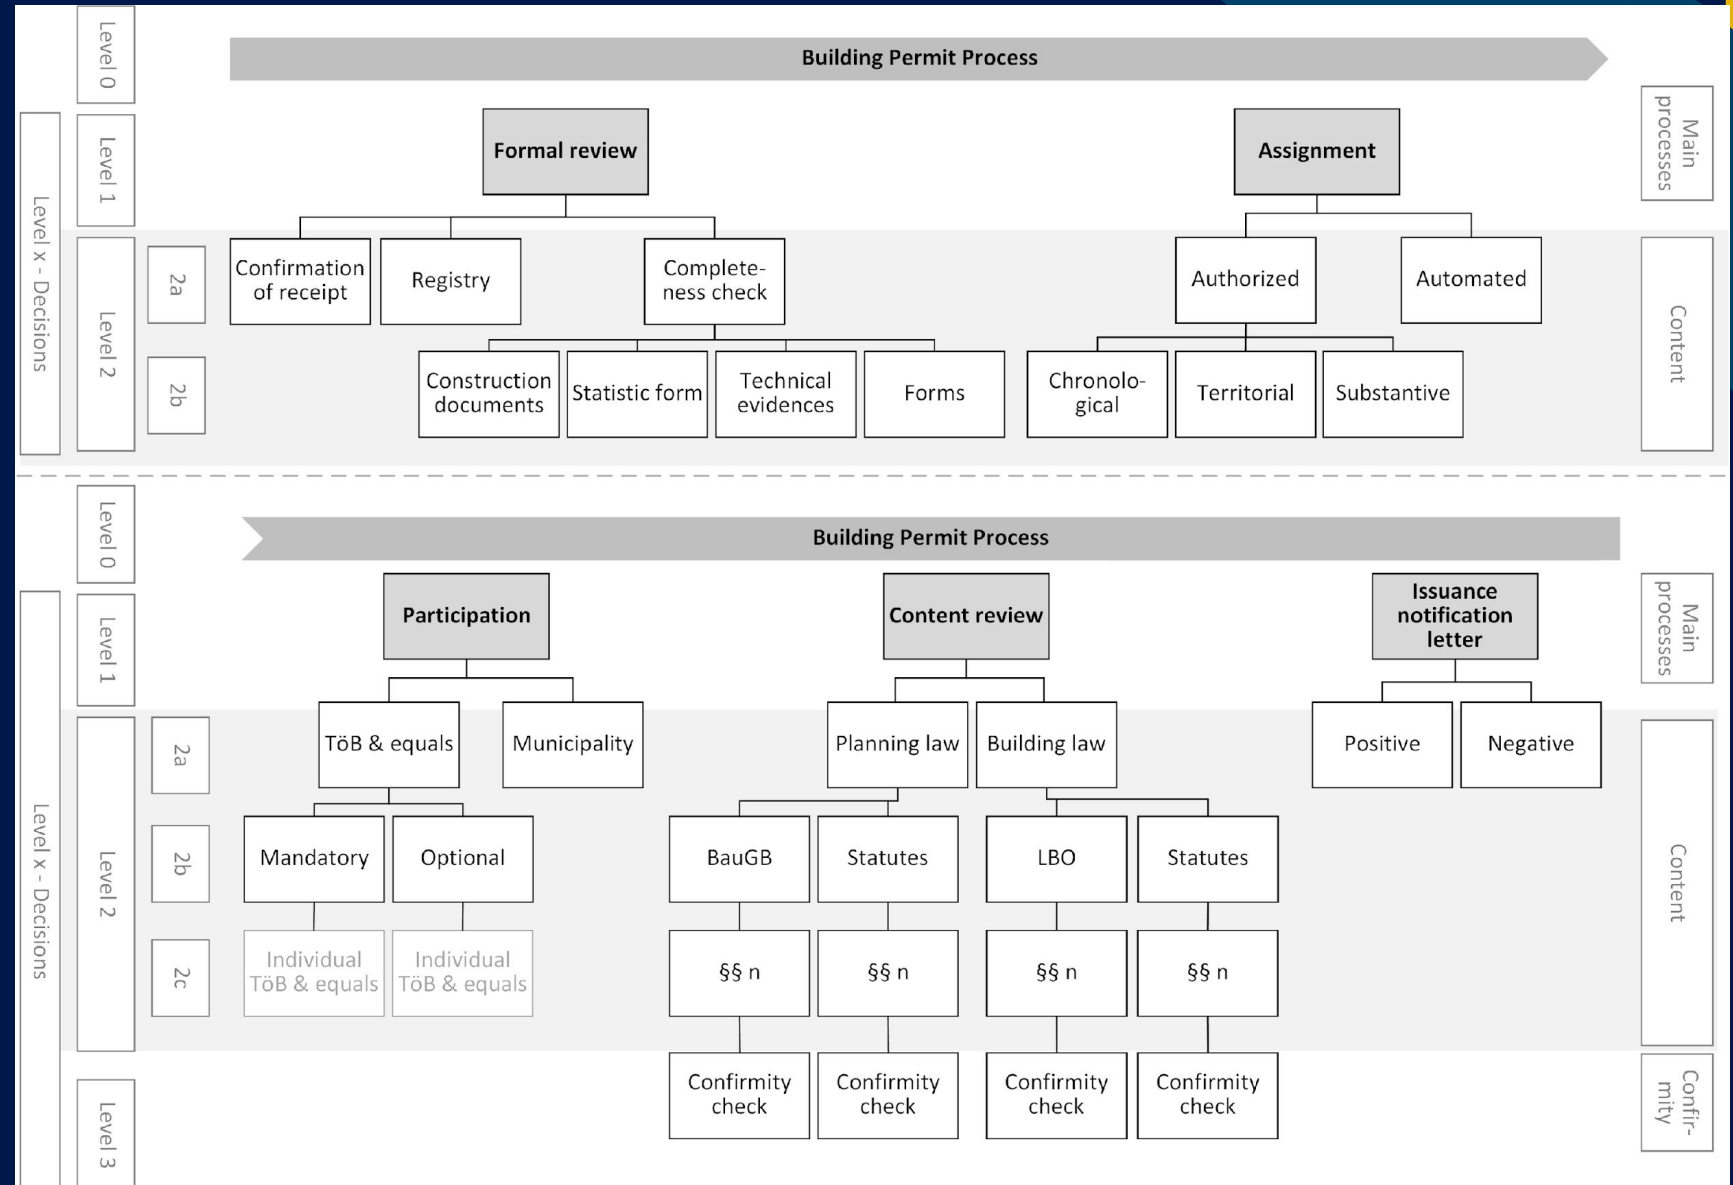 Level 0
Building Permit Process
Main
processes
Level x - Decisions
Level 1
Formal review
Assignment
Level 2
2a
Confirmation
of receipt
Registry
Complete-
ness check
Authorized
Automated
Content
2b
Construction
documents
Statistic form
Technical
evidences
Forms
Chronolo-
gical
Territorial
Substantive
Level 0
Building Permit Process
Main
processes
Level x - Decisions
Level 1
Participation
Content review
Issuance
notification
letter
Level 2
2a
TöB & equals
Municipality
Planning law
Building law
Positive
Negative
Content
2b
Mandatory
Optional
BauGB
Statutes
LBO
Statutes
2c
Individual
TöB & equals
Individual
TöB & equals
§§ n
§§ n
§§ n
§§ n
Level 3
Confirmity
check
Confirmity
check
Confirmity
check
Confirmity
check
Confir-
mity